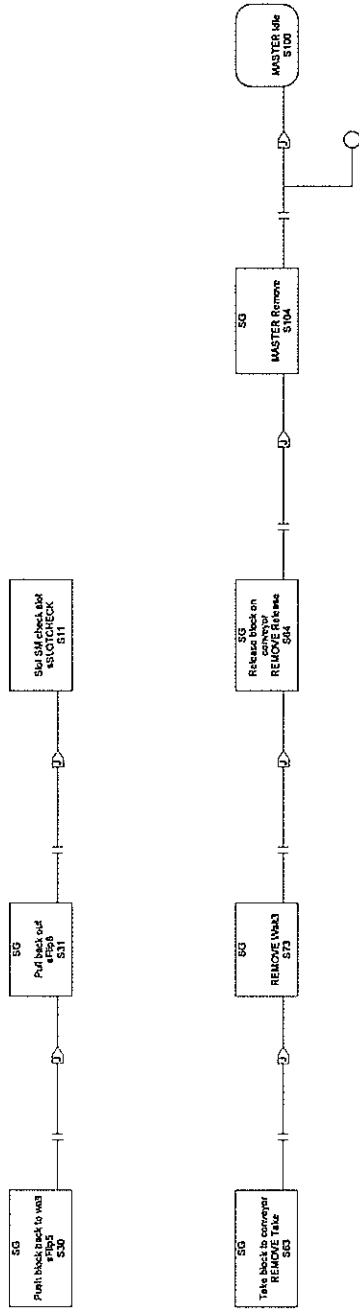 SG
Push block back to wall
sFlip5
S30
SG
Pull back out
sFlip6
S31
Slot SM check slot
sSLOTCHECK
S11
SG
Take block to conveyor
REMOVE Take
S63
SG
REMOVE Wait3
S73
SG
Release block on
conveyor
REMOVE Release
S64
SG
MASTER Remove
S104
MASTER Idle
S100